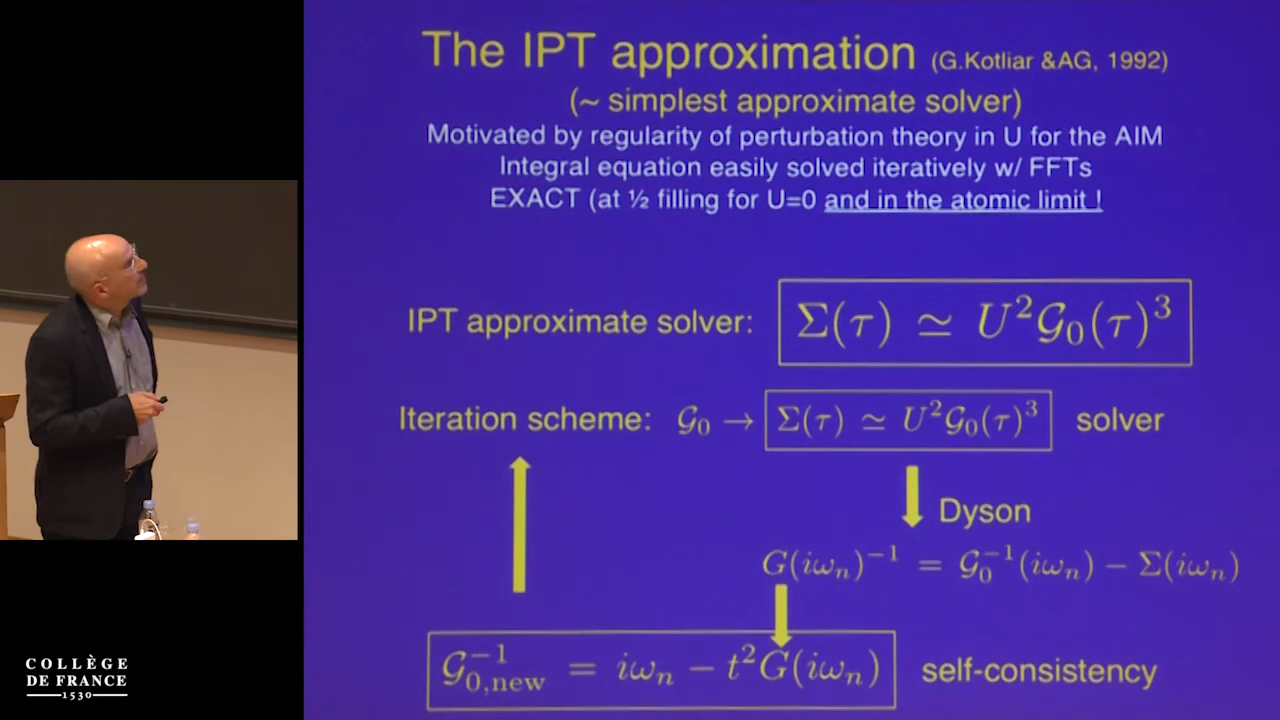 The IPT approximation (G.Kotliar &AG, 1992)
(~ simplest approximate solver)
Motivated by regularity of perturbation theory in U for the AIM
Integral equation easily solved iteratively w/ FFTs
EXACT (at ½ filling for U=0 and in the atomic limit !
IPT approximate solver: Σ(τ) ≃ U²𝒢₀(τ)³
Iteration scheme: 𝒢₀ → Σ(τ) ≃ U²𝒢₀(τ)³ solver
Dyson
G(iωₙ)⁻¹ = 𝒢₀⁻¹(iωₙ) − Σ(iωₙ)
𝒢₀,new⁻¹ = iωₙ − t²G(iωₙ) self-consistency
COLLÈGE
DE FRANCE
1530